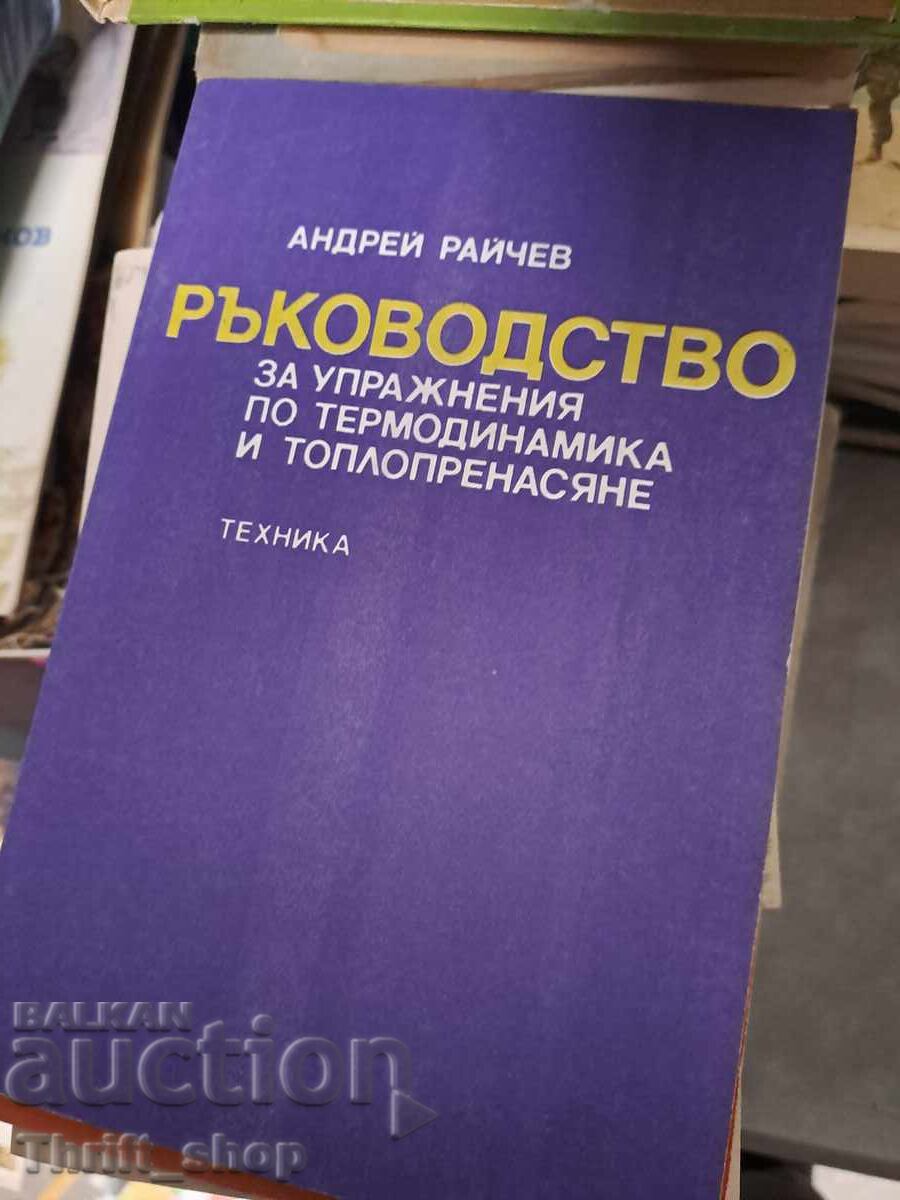 АНДРЕЙ РАЙЧЕВ
РЪКОВОДСТВО
ЗА УПРАЖНЕНИЯ
ПО ТЕРМОДИНАМИКА
И ТОПЛОПРЕНАСЯНЕ
ТЕХНИКА
BALKAN
auction
Thrift_shop